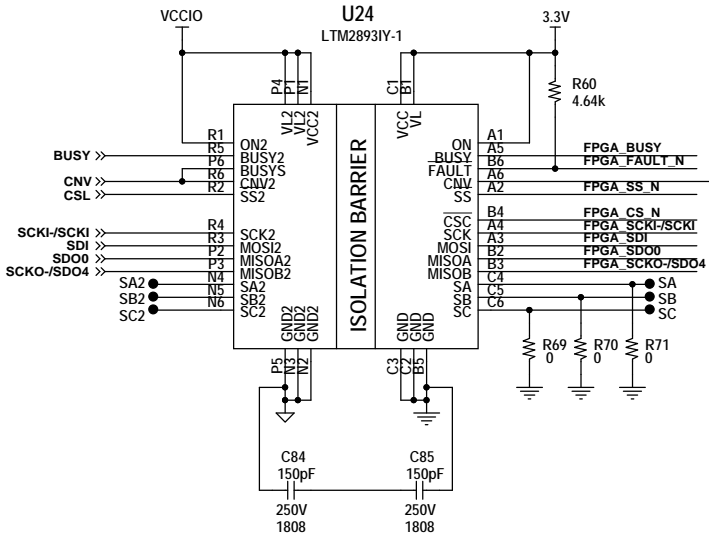 U24
LTM2893IY-1
VCCIO
3.3V
P4
P1
N1
C1
B1
R60
4.64k
VL2
VL2
VCC2
VCC
VL
ISOLATION BARRIER
R1
ON2
BUSY
R5
BUSY2
P6
BUSYS
CNV
R6
CNV2
CSL
R2
SS2
SCKI-/SCKI
R4
SCK2
SDI
R3
MOSI2
SDO0
P2
MISOA2
SCKO-/SDO4
P3
MISOB2
SA2
N4
SA2
SB2
N5
SB2
SC2
N6
SC2
ON
A1
BUSY
A5
FPGA_BUSY
FAULT
B6
FPGA_FAULT_N
CNV
A6
SS
A2
FPGA_SS_N
CSC
B4
FPGA_CS_N
SCK
A4
FPGA_SCKI-/SCKI
MOSI
A3
FPGA_SDI
MISOA
B2
FPGA_SDO0
MISOB
B3
FPGA_SCKO-/SDO4
SA
C4
SA
SB
C5
SB
SC
C6
SC
GND2
GND2
GND2
GND
GND
GND
P5
N3
N2
C3
C2
B5
R69
0
R70
0
R71
0
C84
150pF
250V
1808
C85
150pF
250V
1808